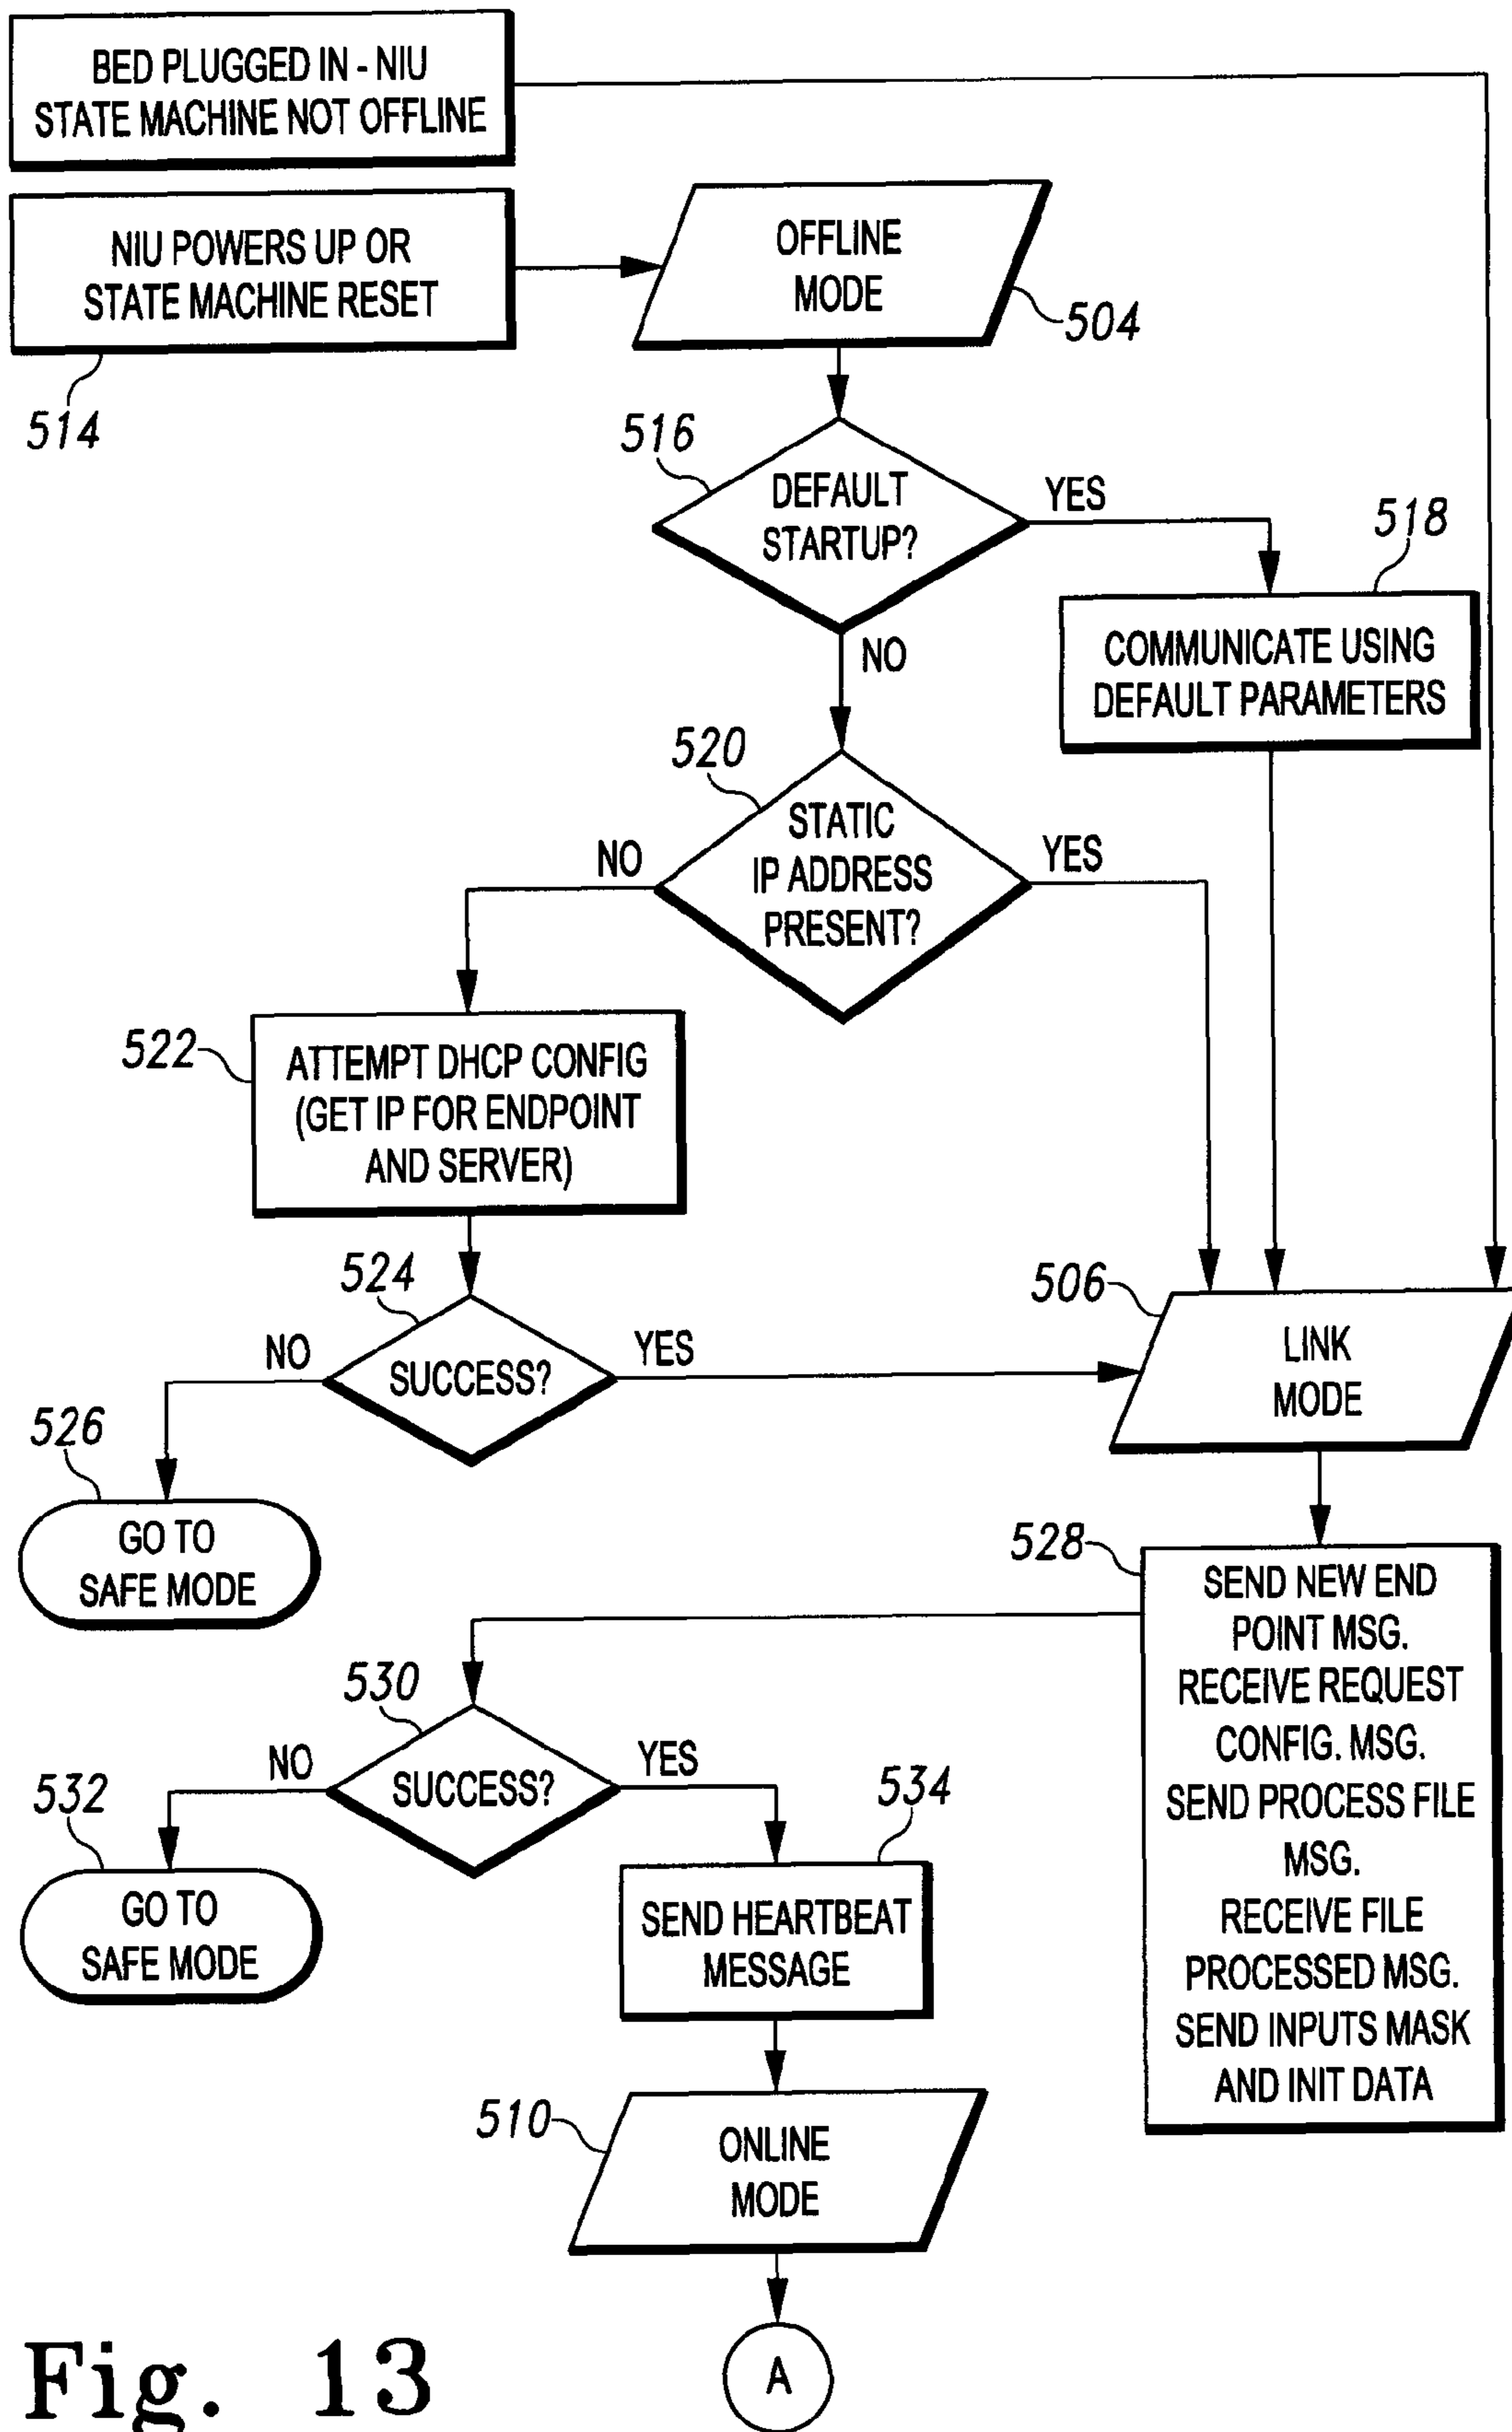 BED PLUGGED IN - NIU
STATE MACHINE NOT OFFLINE
NIU POWERS UP OR
STATE MACHINE RESET
514
OFFLINE
MODE
504
516
DEFAULT
STARTUP?
YES
NO
518
COMMUNICATE USING
DEFAULT PARAMETERS
520
STATIC
IP ADDRESS
PRESENT?
NO
YES
522
ATTEMPT DHCP CONFIG
(GET IP FOR ENDPOINT
AND SERVER)
524
SUCCESS?
NO
YES
506
LINK
MODE
526
GO TO
SAFE MODE
528
SEND NEW END
POINT MSG.
RECEIVE REQUEST
CONFIG. MSG.
SEND PROCESS FILE
MSG.
RECEIVE FILE
PROCESSED MSG.
SEND INPUTS MASK
AND INIT DATA
530
SUCCESS?
NO
YES
532
GO TO
SAFE MODE
534
SEND HEARTBEAT
MESSAGE
510
ONLINE
MODE
A
Fig. 13